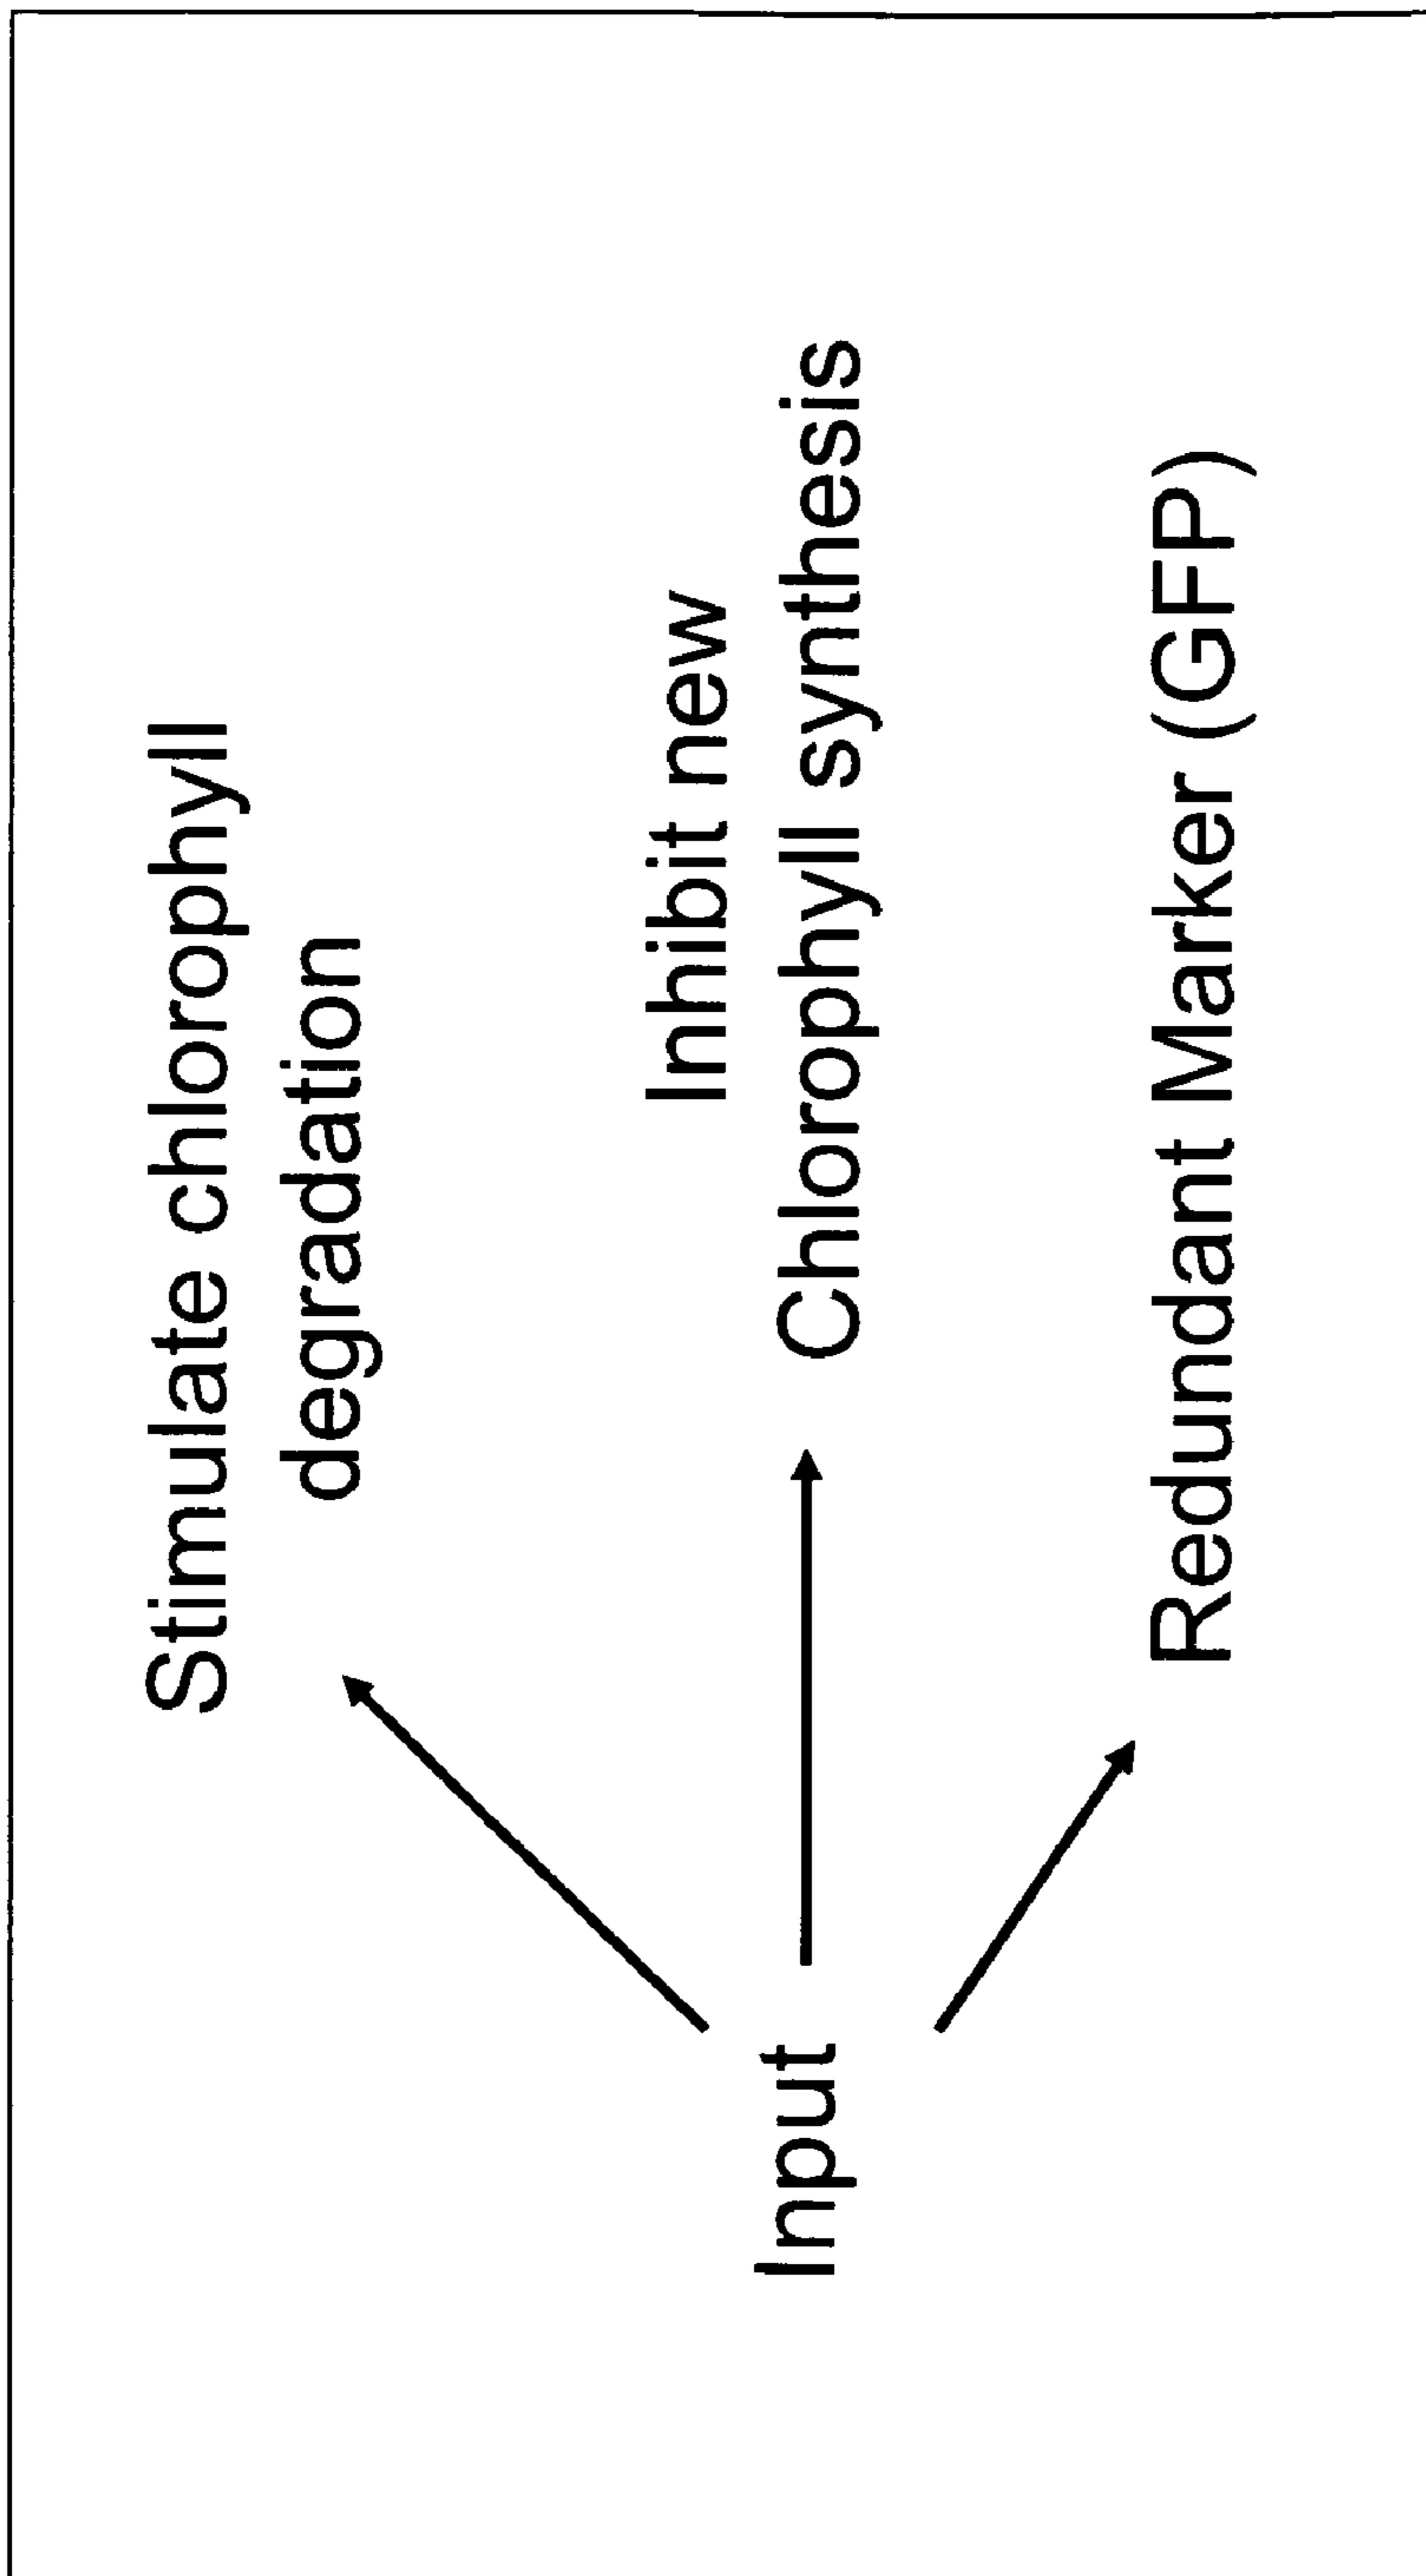 Stimulate chlorophyll
degradation
Inhibit new
Chlorophyll synthesis
Input
Redundant Marker (GFP)